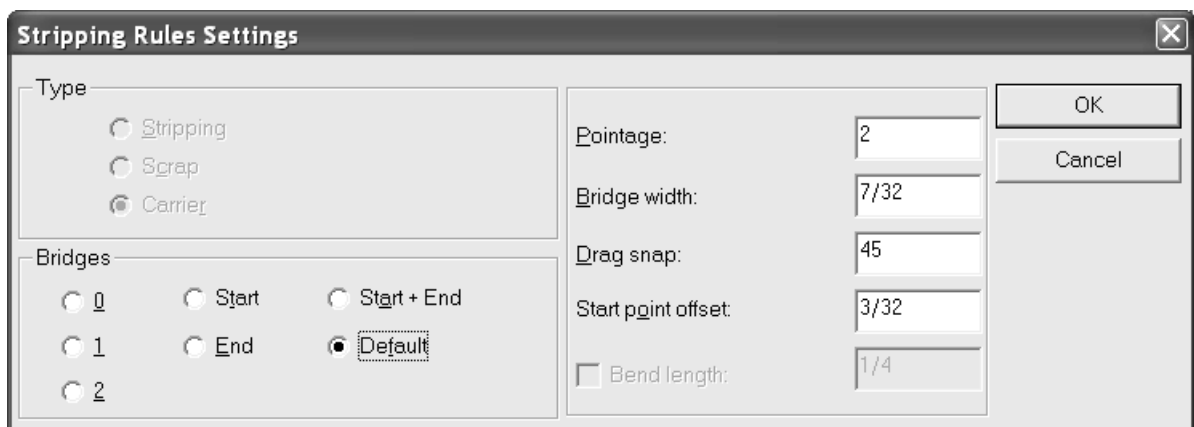 Stripping Rules Settings
Type
Stripping
Scrap
Carrier
Bridges
0 Start Start + End
1 End Default
2
Pointage: 2
Bridge width: 7/32
Drag snap: 45
Start point offset: 3/32
Bend length: 1/4
OK
Cancel